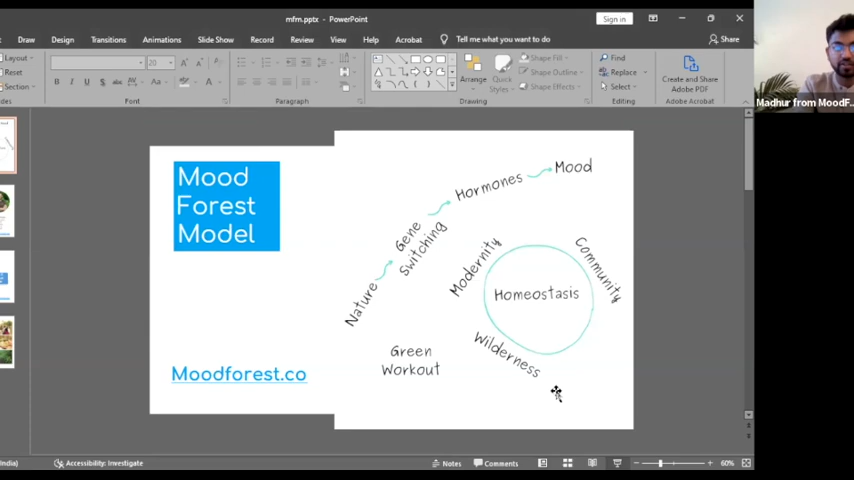 mfm.pptx - PowerPoint
Sign in
Draw Design Transitions Animations Slide Show Record Review View Help Acrobat Tell me what you want to do Share
Layout
Reset
Section
20
Font
Paragraph
Arrange
Quick
Styles
Shape Fill
Shape Outline
Shape Effects
Drawing
Find
Replace
Select
Editing
Create and Share
Adobe PDF
Adobe Acrobat
Madhur from MoodF...
Mood
Forest
Model
Moodforest.co
Nature
Gene
Switching
Hormones
Mood
Modernity
Community
Homeostasis
Wilderness
Green
Workout
Accessibility: Investigate
Notes
Comments
60%